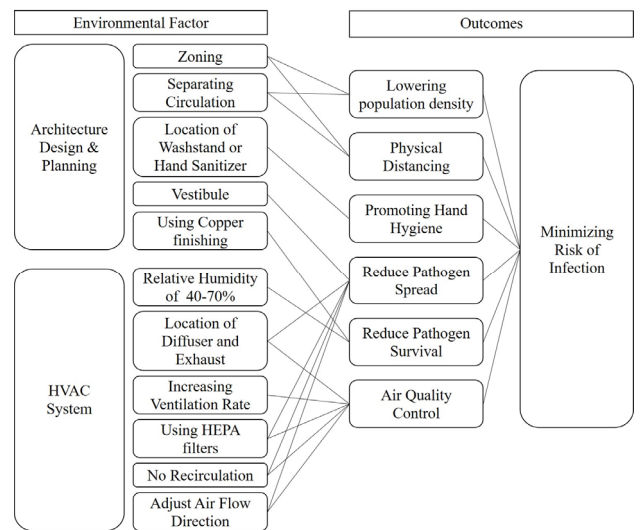 Environmental Factor
Outcomes
Architecture
Design &
Planning
Zoning
Separating
Circulation
Location of
Washstand or
Hand Sanitizer
Vestibule
Using Copper
finishing
HVAC
System
Relative Humidity
of 40-70%
Location of
Diffuser and
Exhaust
Increasing
Ventilation Rate
Using HEPA
filters
No Recirculation
Adjust Air Flow
Direction
Lowering
population density
Physical
Distancing
Promoting Hand
Hygiene
Reduce Pathogen
Spread
Reduce Pathogen
Survival
Air Quality
Control
Minimizing
Risk of
Infection